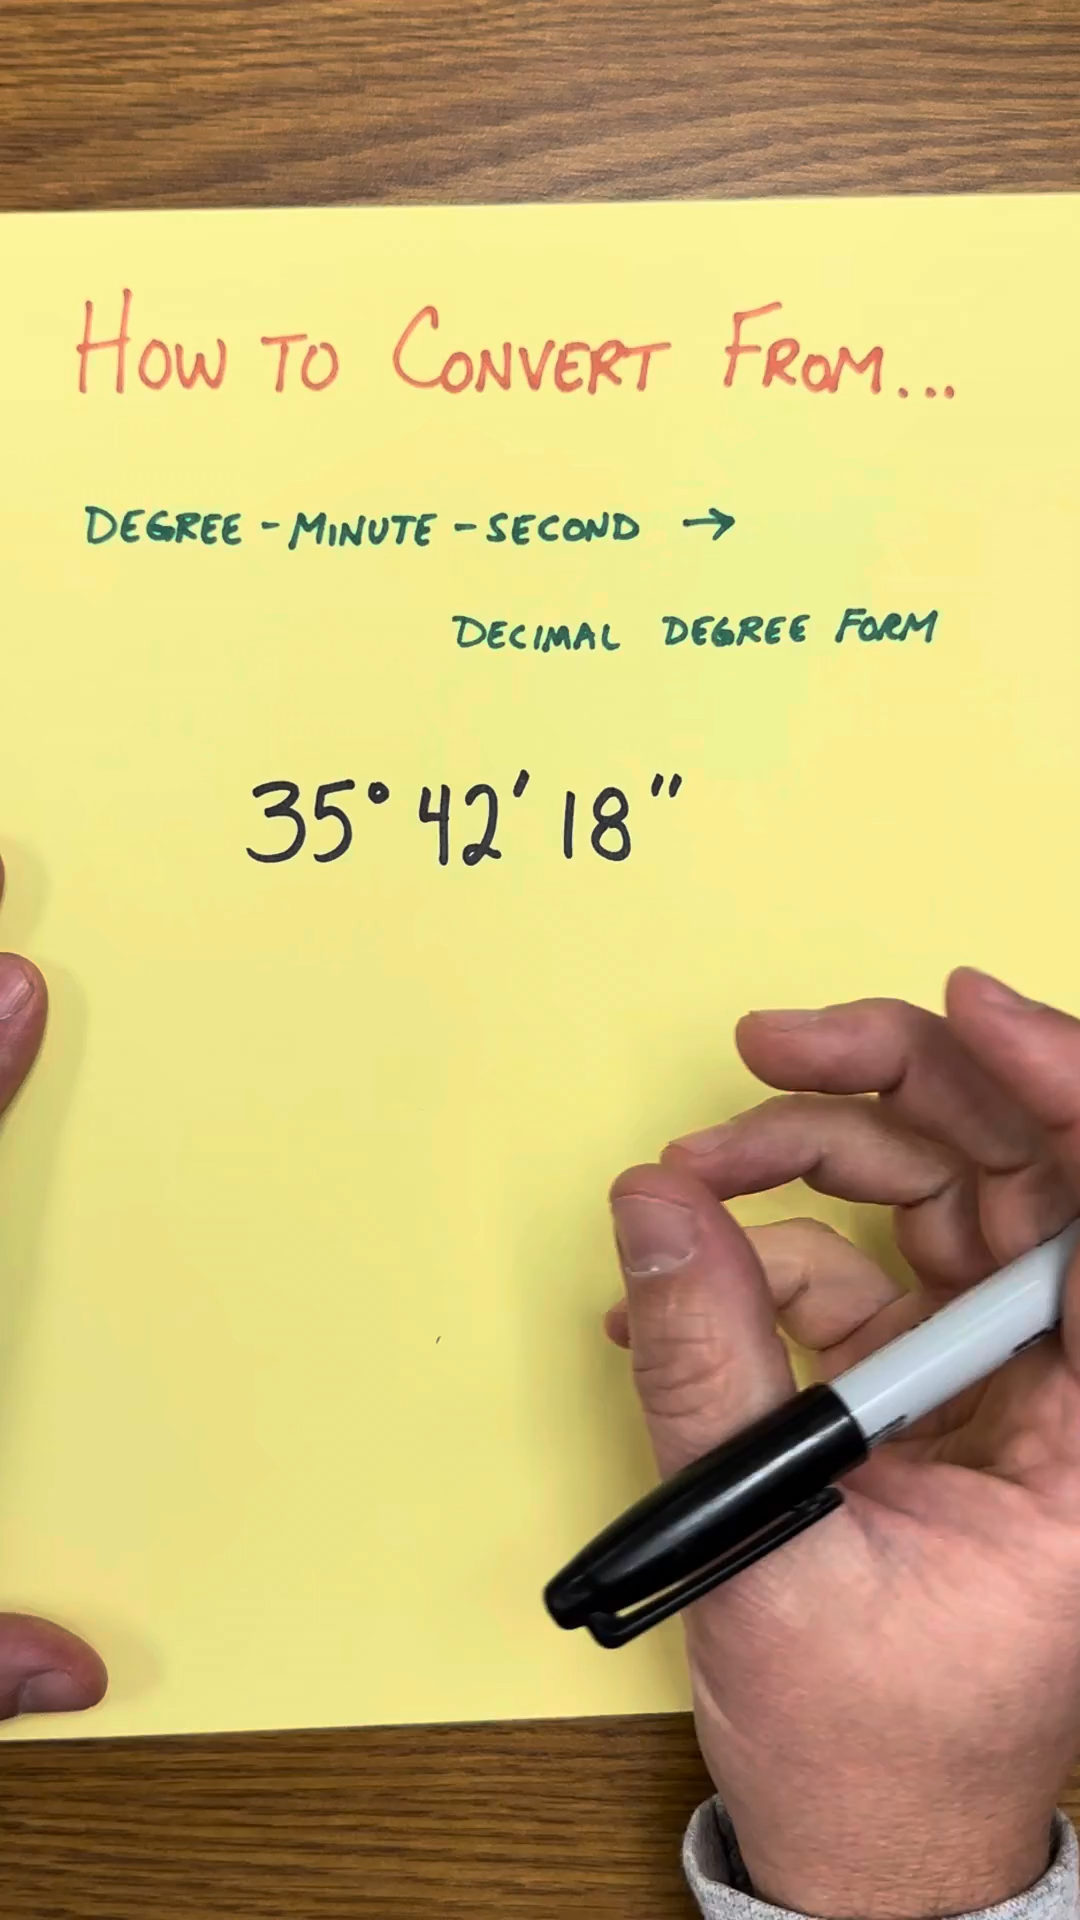 HOW TO CONVERT FROM...
DEGREE - MINUTE - SECOND →
DECIMAL DEGREE FORM
35° 42' 18"